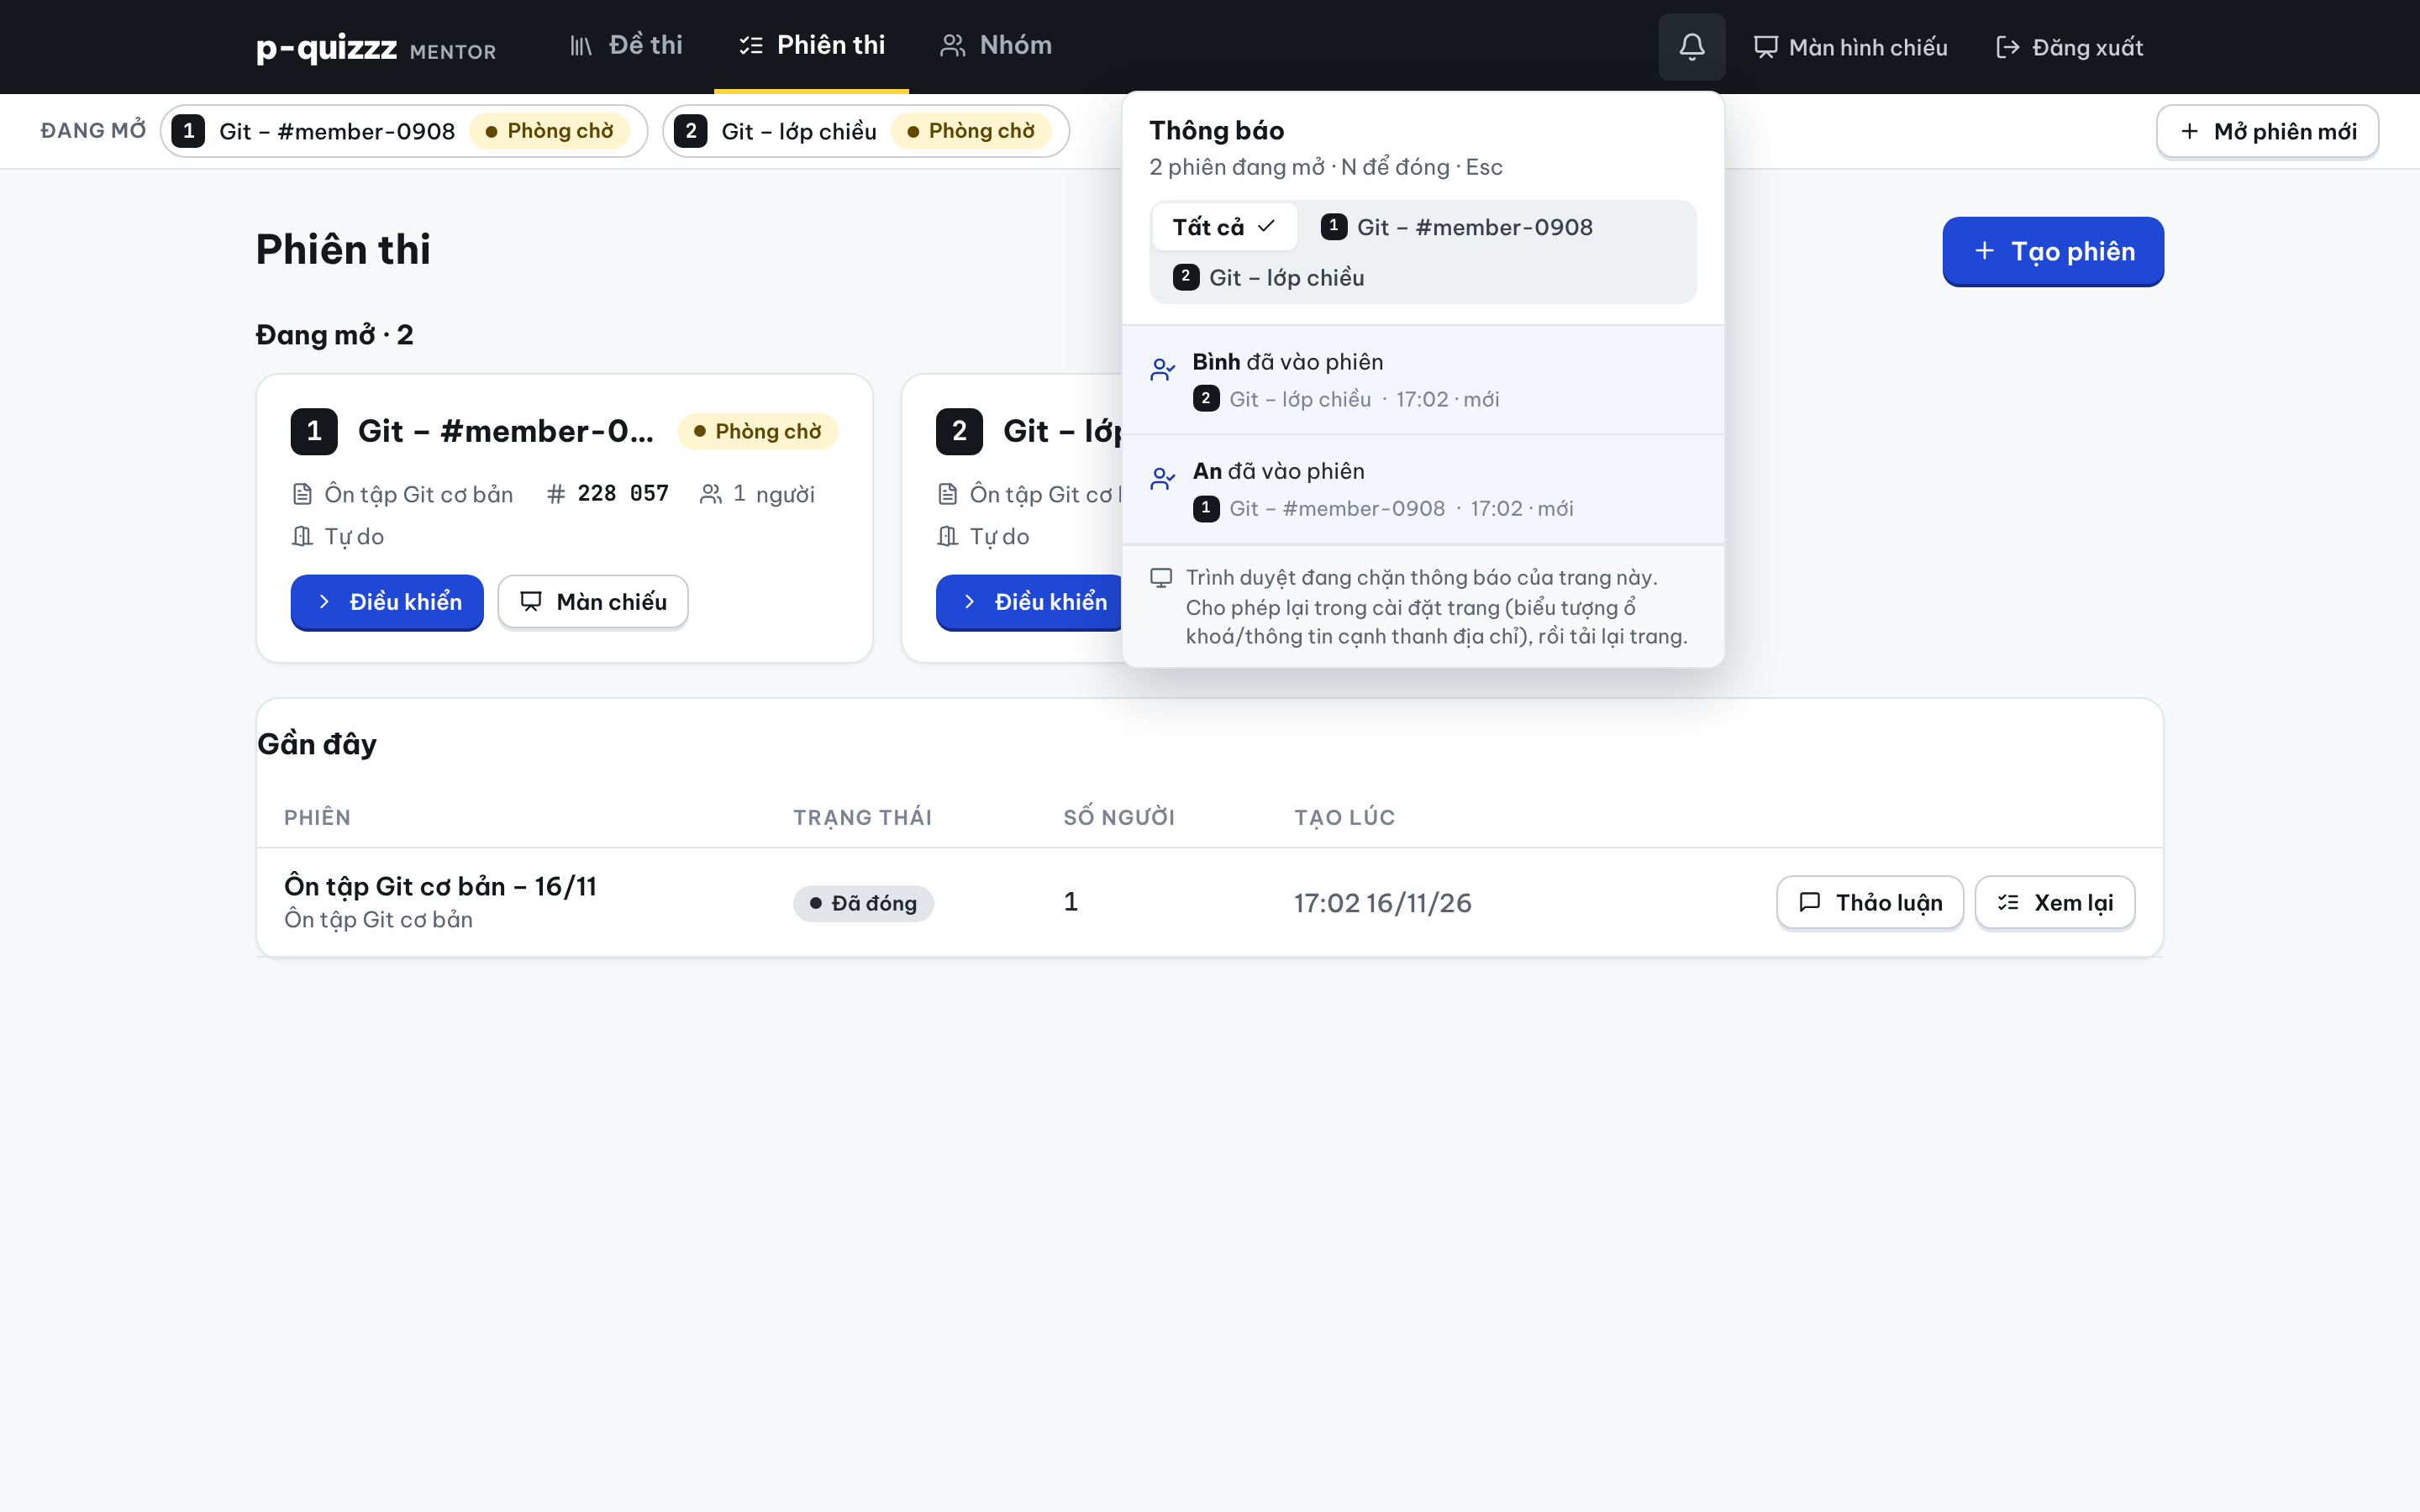 p-quizzz MENTOR
Đề thi
Phiên thi
Nhóm
Màn hình chiếu
Đăng xuất
ĐANG MỞ
1 Git – #member-0908 Phòng chờ
2 Git – lớp chiều Phòng chờ
+ Mở phiên mới
Thông báo
2 phiên đang mở · N để đóng · Esc
Tất cả
1 Git – #member-0908
2 Git – lớp chiều
Bình đã vào phiên
2 Git – lớp chiều · 17:02 · mới
An đã vào phiên
1 Git – #member-0908 · 17:02 · mới
Trình duyệt đang chặn thông báo của trang này.
Cho phép lại trong cài đặt trang (biểu tượng ổ
khoá/thông tin cạnh thanh địa chỉ), rồi tải lại trang.
Phiên thi
+ Tạo phiên
Đang mở · 2
1 Git – #member-0... Phòng chờ
Ôn tập Git cơ bản # 228 057 1 người
Tự do
Điều khiển
Màn chiếu
2 Git – lớp
Ôn tập Git cơ
Tự do
Điều khiển
Gần đây
PHIÊN TRẠNG THÁI SỐ NGƯỜI TẠO LÚC
Ôn tập Git cơ bản – 16/11
Ôn tập Git cơ bản
Đã đóng
1
17:02 16/11/26
Thảo luận
Xem lại